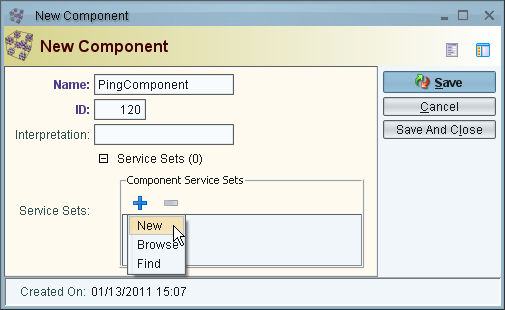 New Component
New Component
Name: PingComponent
ID: 120
Interpretation:
Service Sets (0)
Component Service Sets
Service Sets:
New
Browse
Find
Save
Cancel
Save And Close
Created On: 01/13/2011 15:07